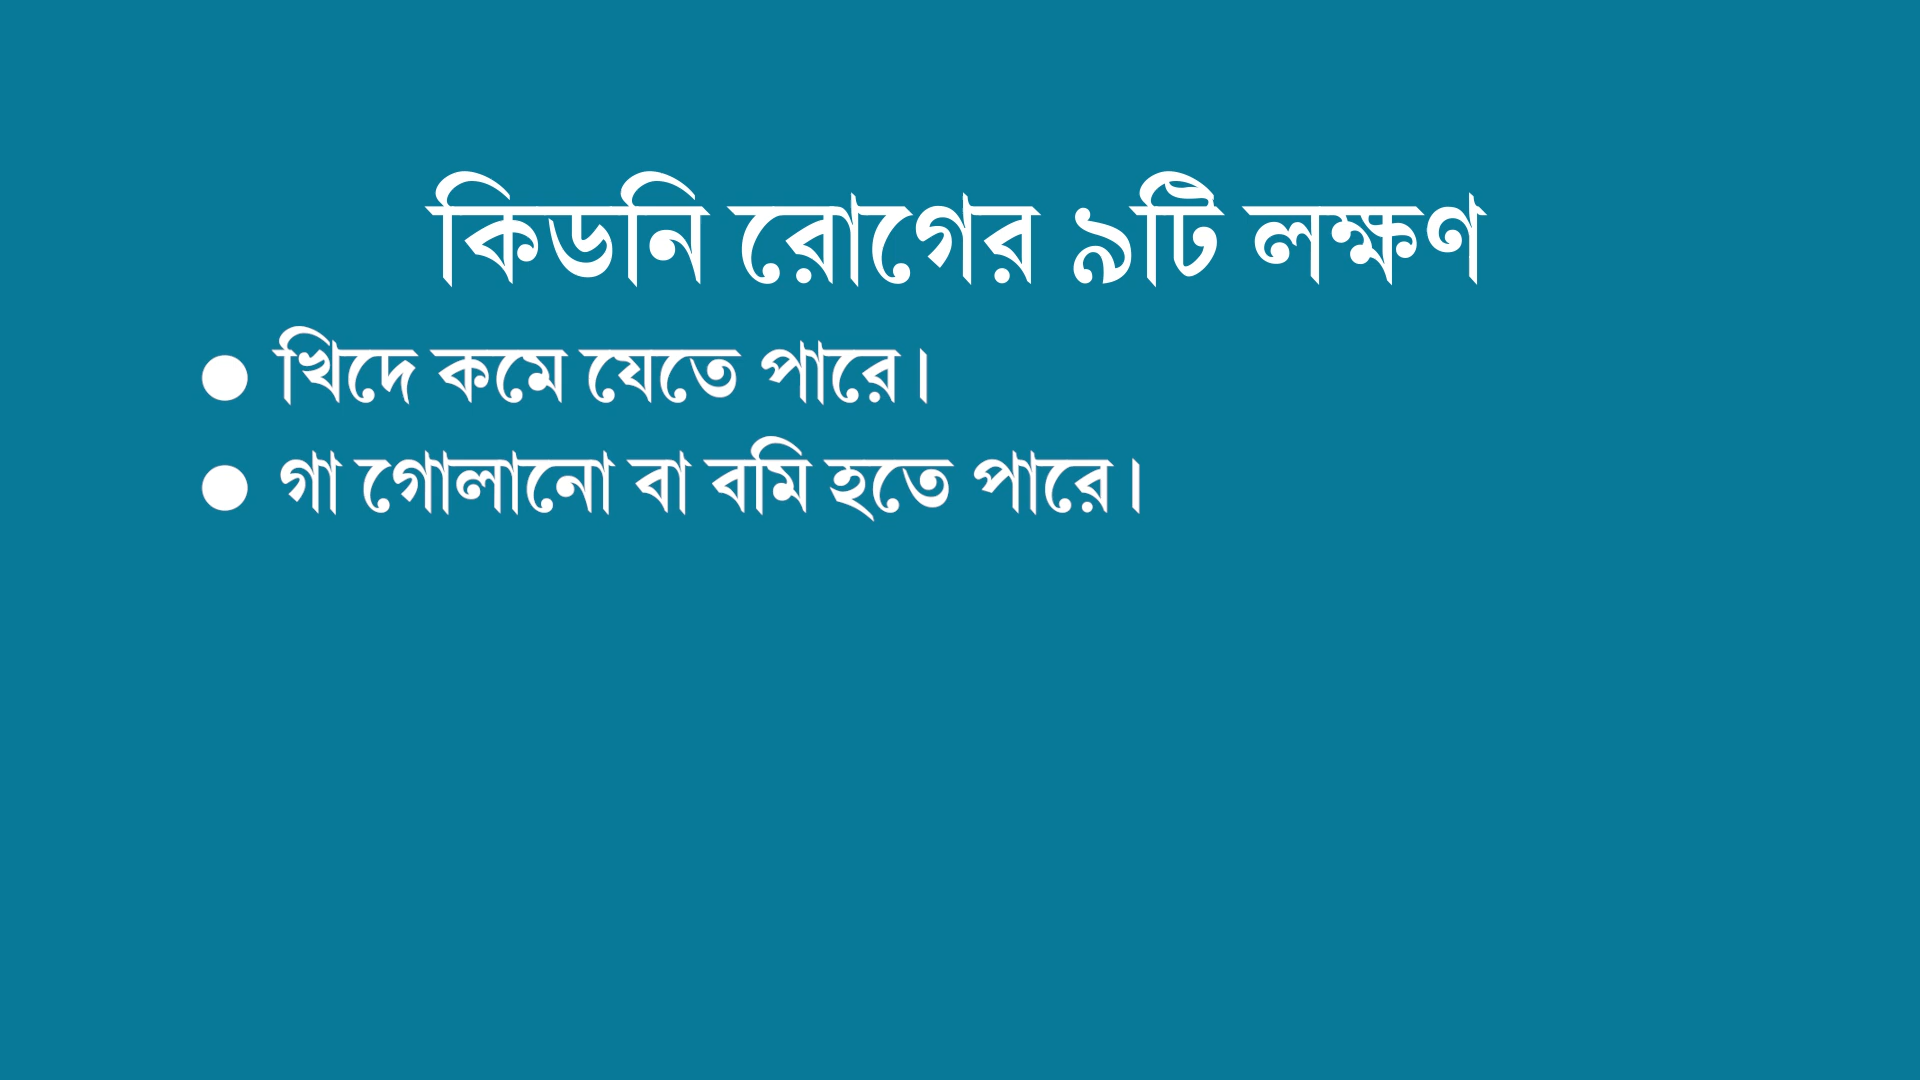 কিডনি রোগের ৯টি লক্ষণ
● খিদে কমে যেতে পারে।
● গা গোলানো বা বমি হতে পারে।